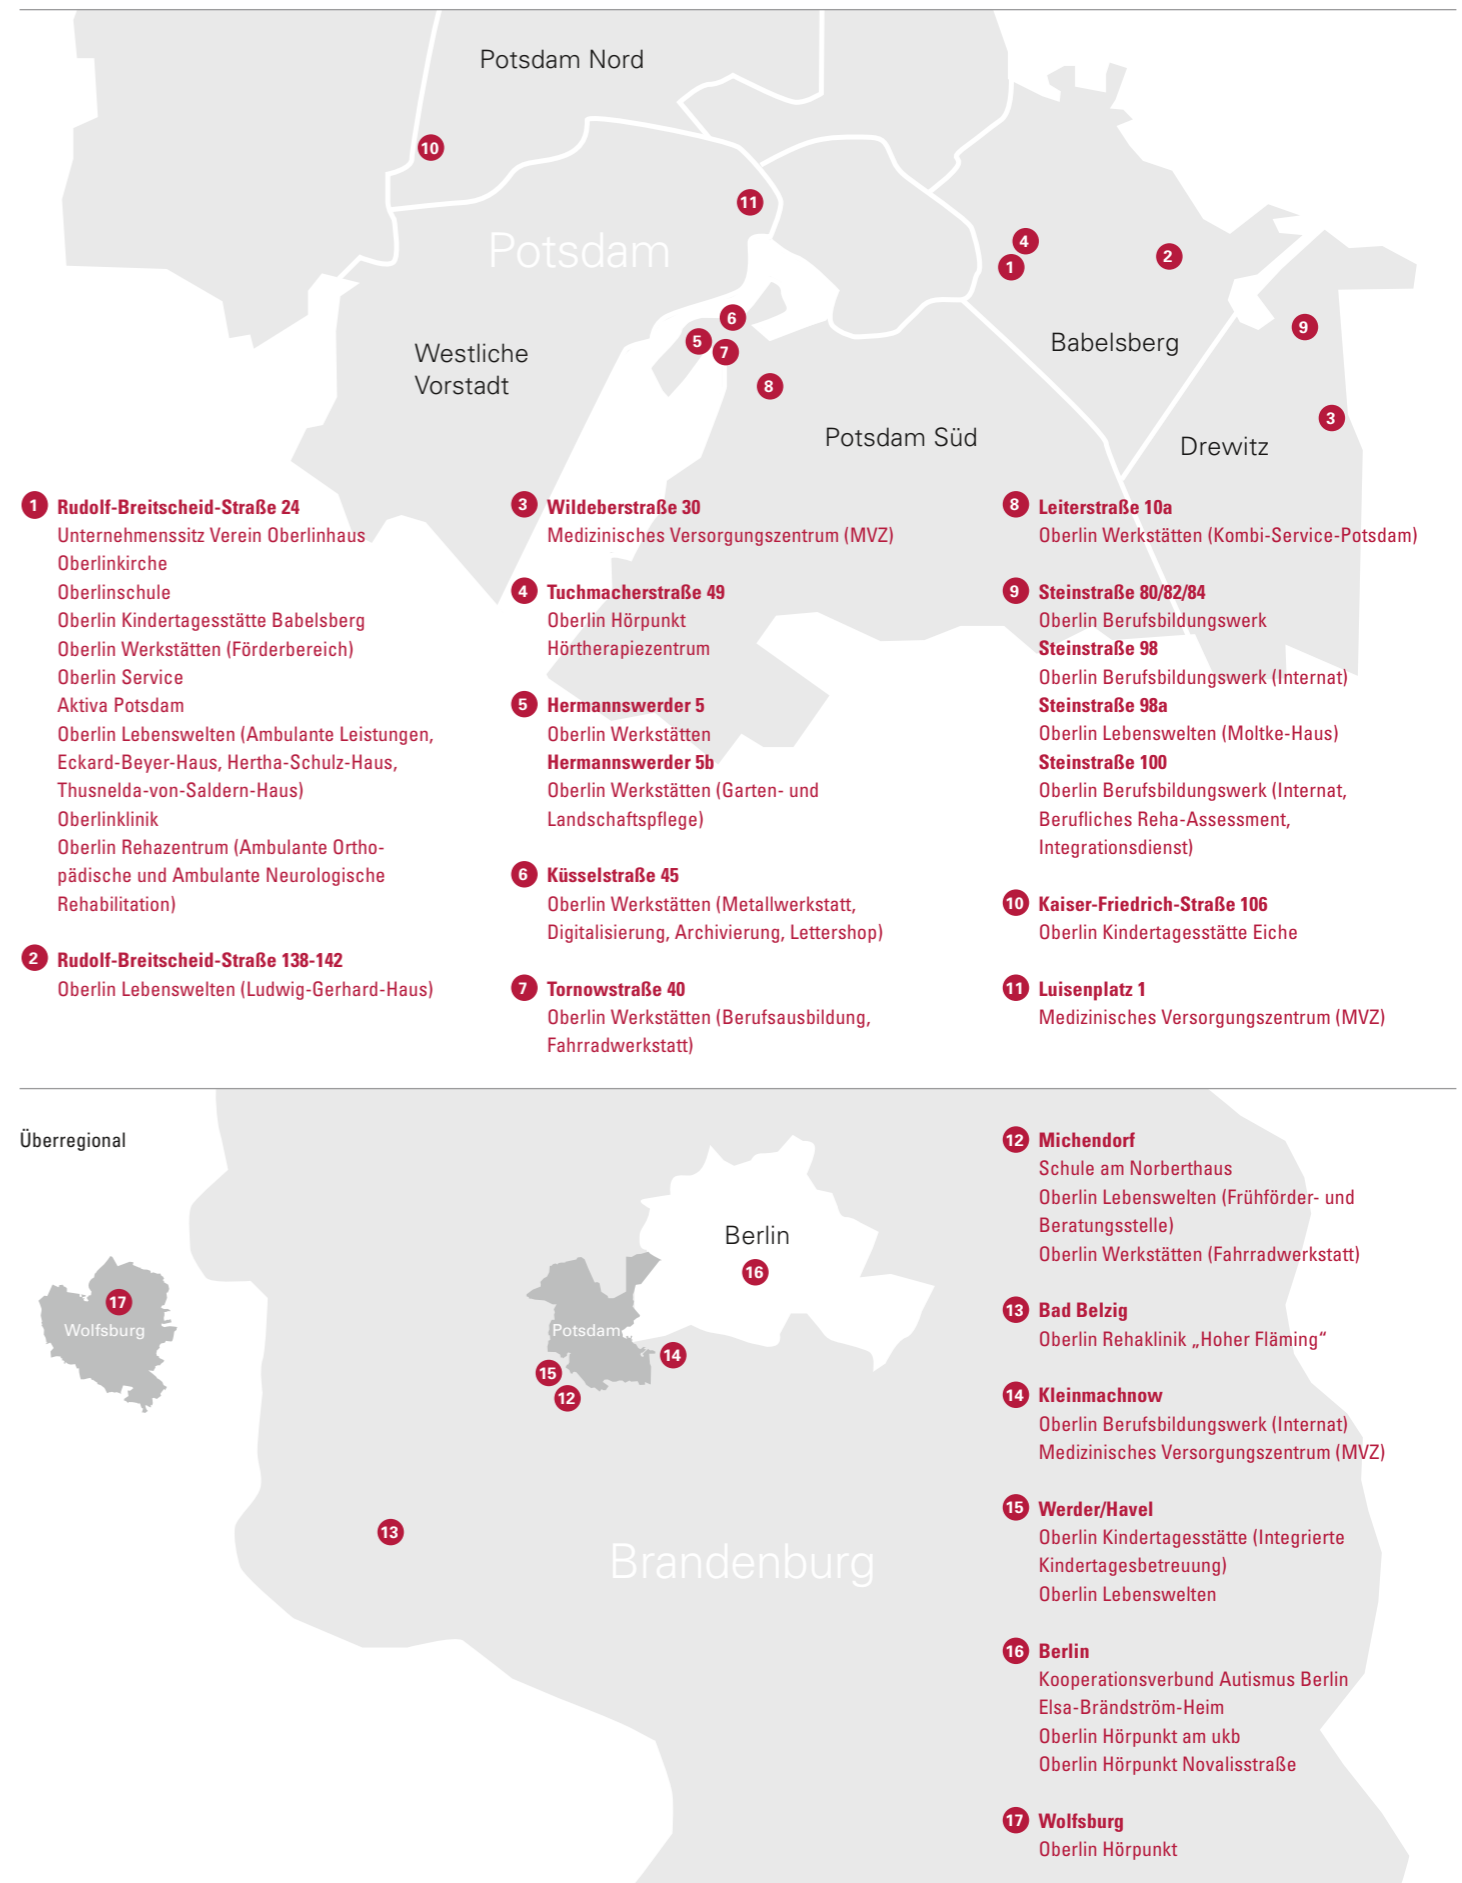 Potsdam Nord
10
11
Potsdam
4
1
2
6
5
7
9
Westliche
Vorstadt
Babelsberg
8
3
Potsdam Süd
Drewitz
1 Rudolf-Breitscheid-Straße 24
Unternehmenssitz Verein Oberlinhaus
Oberlinkirche
Oberlinschule
Oberlin Kindertagesstätte Babelsberg
Oberlin Werkstätten (Förderbereich)
Oberlin Service
Aktiva Potsdam
Oberlin Lebenswelten (Ambulante Leistungen,
Eckard-Beyer-Haus, Hertha-Schulz-Haus,
Thusnelda-von-Saldern-Haus)
Oberlinklinik
Oberlin Rehazentrum (Ambulante Ortho-
pädische und Ambulante Neurologische
Rehabilitation)
2 Rudolf-Breitscheid-Straße 138-142
Oberlin Lebenswelten (Ludwig-Gerhard-Haus)
3 Wildeberstraße 30
Medizinisches Versorgungszentrum (MVZ)
4 Tuchmacherstraße 49
Oberlin Hörpunkt
Hörtherapiezentrum
5 Hermannswerder 5
Oberlin Werkstätten
Hermannswerder 5b
Oberlin Werkstätten (Garten- und
Landschaftspflege)
6 Küsselstraße 45
Oberlin Werkstätten (Metallwerkstatt,
Digitalisierung, Archivierung, Lettershop)
7 Tornowstraße 40
Oberlin Werkstätten (Berufsausbildung,
Fahrradwerkstatt)
8 Leiterstraße 10a
Oberlin Werkstätten (Kombi-Service-Potsdam)
9 Steinstraße 80/82/84
Oberlin Berufsbildungswerk
Steinstraße 98
Oberlin Berufsbildungswerk (Internat)
Steinstraße 98a
Oberlin Lebenswelten (Moltke-Haus)
Steinstraße 100
Oberlin Berufsbildungswerk (Internat,
Berufliches Reha-Assessment,
Integrationsdienst)
10 Kaiser-Friedrich-Straße 106
Oberlin Kindertagesstätte Eiche
11 Luisenplatz 1
Medizinisches Versorgungszentrum (MVZ)
Überregional
Berlin
16
17
Wolfsburg
Potsdam
14
15
12
13
Brandenburg
12 Michendorf
Schule am Norberthaus
Oberlin Lebenswelten (Frühförder- und
Beratungsstelle)
Oberlin Werkstätten (Fahrradwerkstatt)
13 Bad Belzig
Oberlin Rehaklinik „Hoher Fläming“
14 Kleinmachnow
Oberlin Berufsbildungswerk (Internat)
Medizinisches Versorgungszentrum (MVZ)
15 Werder/Havel
Oberlin Kindertagesstätte (Integrierte
Kindertagesbetreuung)
Oberlin Lebenswelten
16 Berlin
Kooperationsverbund Autismus Berlin
Elsa-Brändström-Heim
Oberlin Hörpunkt am ukb
Oberlin Hörpunkt Novalisstraße
17 Wolfsburg
Oberlin Hörpunkt